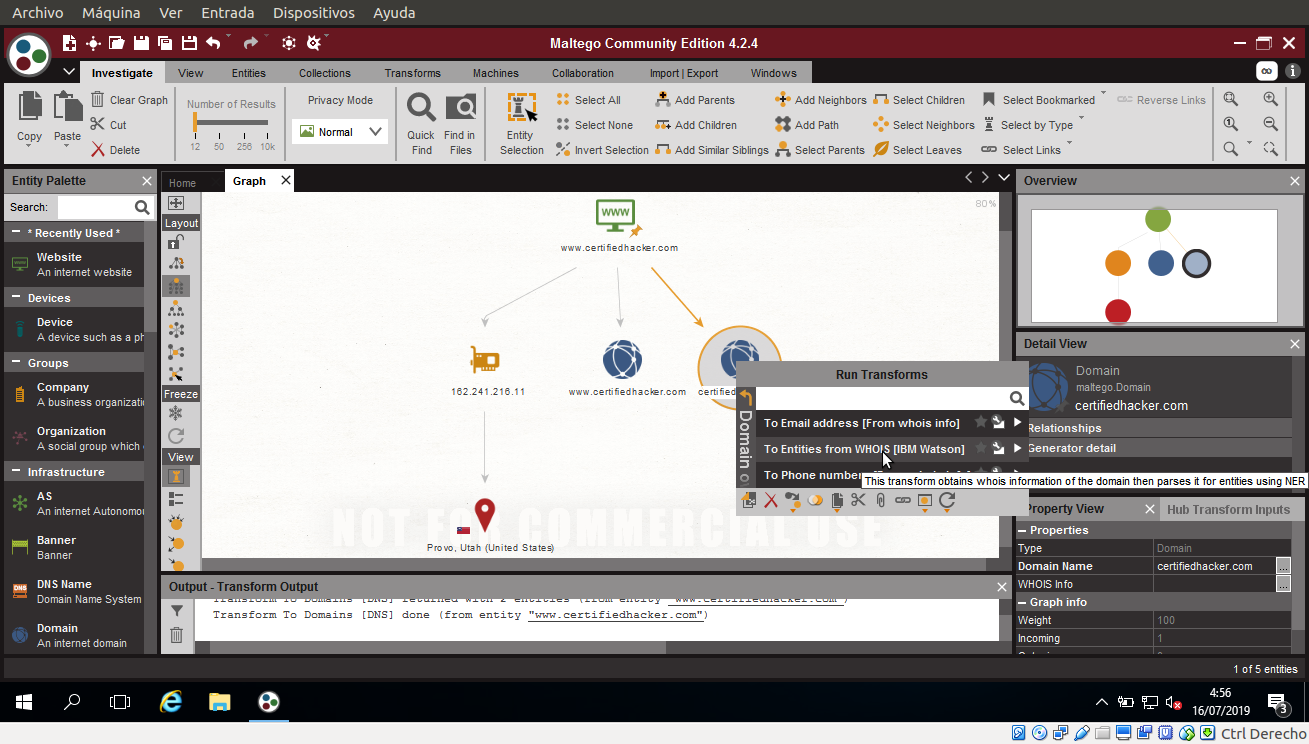 Archivo Máquina Ver Entrada Dispositivos Ayuda
Maltego Community Edition 4.2.4
Investigate View Entities Collections Transforms Machines Collaboration Import | Export Windows
Copy
Paste
Clear Graph
Cut
Delete
Number of Results
12 50 256 10k
Privacy Mode
Normal
Quick Find
Find in Files
Entity Selection
Select All
Select None
Invert Selection
Add Parents
Add Children
Add Similar Siblings
Add Neighbors
Add Path
Select Parents
Select Children
Select Neighbors
Select Leaves
Select Bookmarked
Select by Type
Select Links
Reverse Links
Entity Palette
Search:
* Recently Used *
Website
An internet website
Devices
Device
A device such as a ph
Groups
Company
A business organizati
Organization
A social group which
Infrastructure
AS
An internet Autonomo
Banner
Banner
DNS Name
DNS
Domain Name System
Domain
An internet domain
Home Graph
Layout
Freeze
View
80%
WWW
www.certifiedhacker.com
162.241.216.11
www.certifiedhacker.com
certified
Provo, Utah (United States)
NOT FOR COMMERCIAL USE
Run Transforms
Domain
To Email address [From whois info]
To Entities from WHOIS [IBM Watson]
To Phone number
This transform obtains whois information of the domain then parses it for entities using NER
Output - Transform Output
Transform To Domains [DNS] returned with 2 entities (from entity "www.certifiedhacker.com")
Transform To Domains [DNS] done (from entity "www.certifiedhacker.com")
Overview
Detail View
Domain
maltego.Domain
certifiedhacker.com
Relationships
Generator detail
Property View Hub Transform Inputs
Properties
Type Domain
Domain Name certifiedhacker.com ...
WHOIS Info ...
Graph info
Weight 100
Incoming 1
1 of 5 entities
4:56
16/07/2019
3
Ctrl Derecho